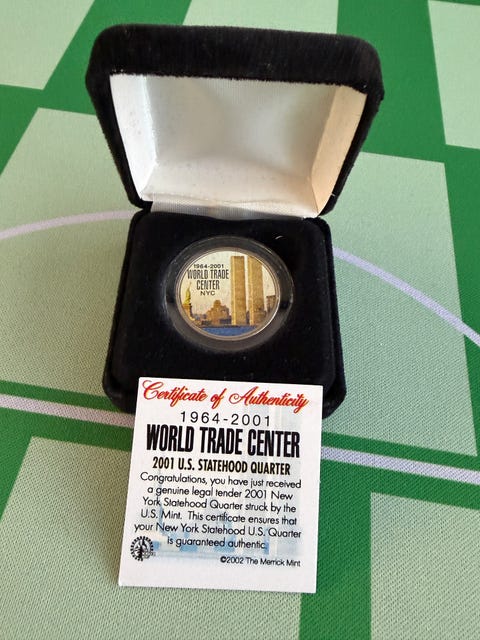 1964-2001
WORLD TRADE
CENTER
NYC
Certificate of Authenticity
1964-2001
WORLD TRADE CENTER
2001 U.S. STATEHOOD QUARTER
Congratulations, you have just received
a genuine legal tender 2001 New
York Statehood Quarter struck by the
U.S. Mint. This certificate ensures that
your New York Statehood U.S. Quarter
is guaranteed authentic.
©2002 The Merrick Mint